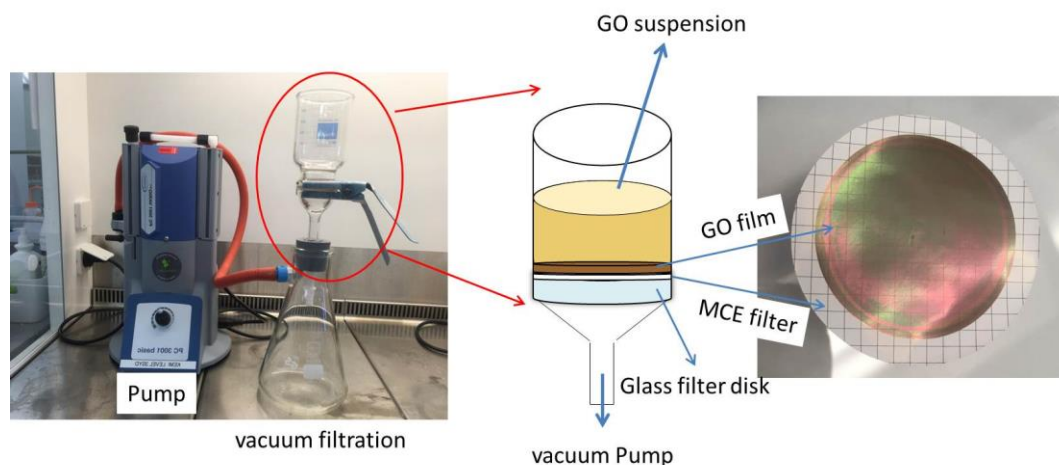 GO suspension
GO film
MCE filter
Glass filter disk
vacuum Pump
PC 3001 basic
Pump
vacuum filtration